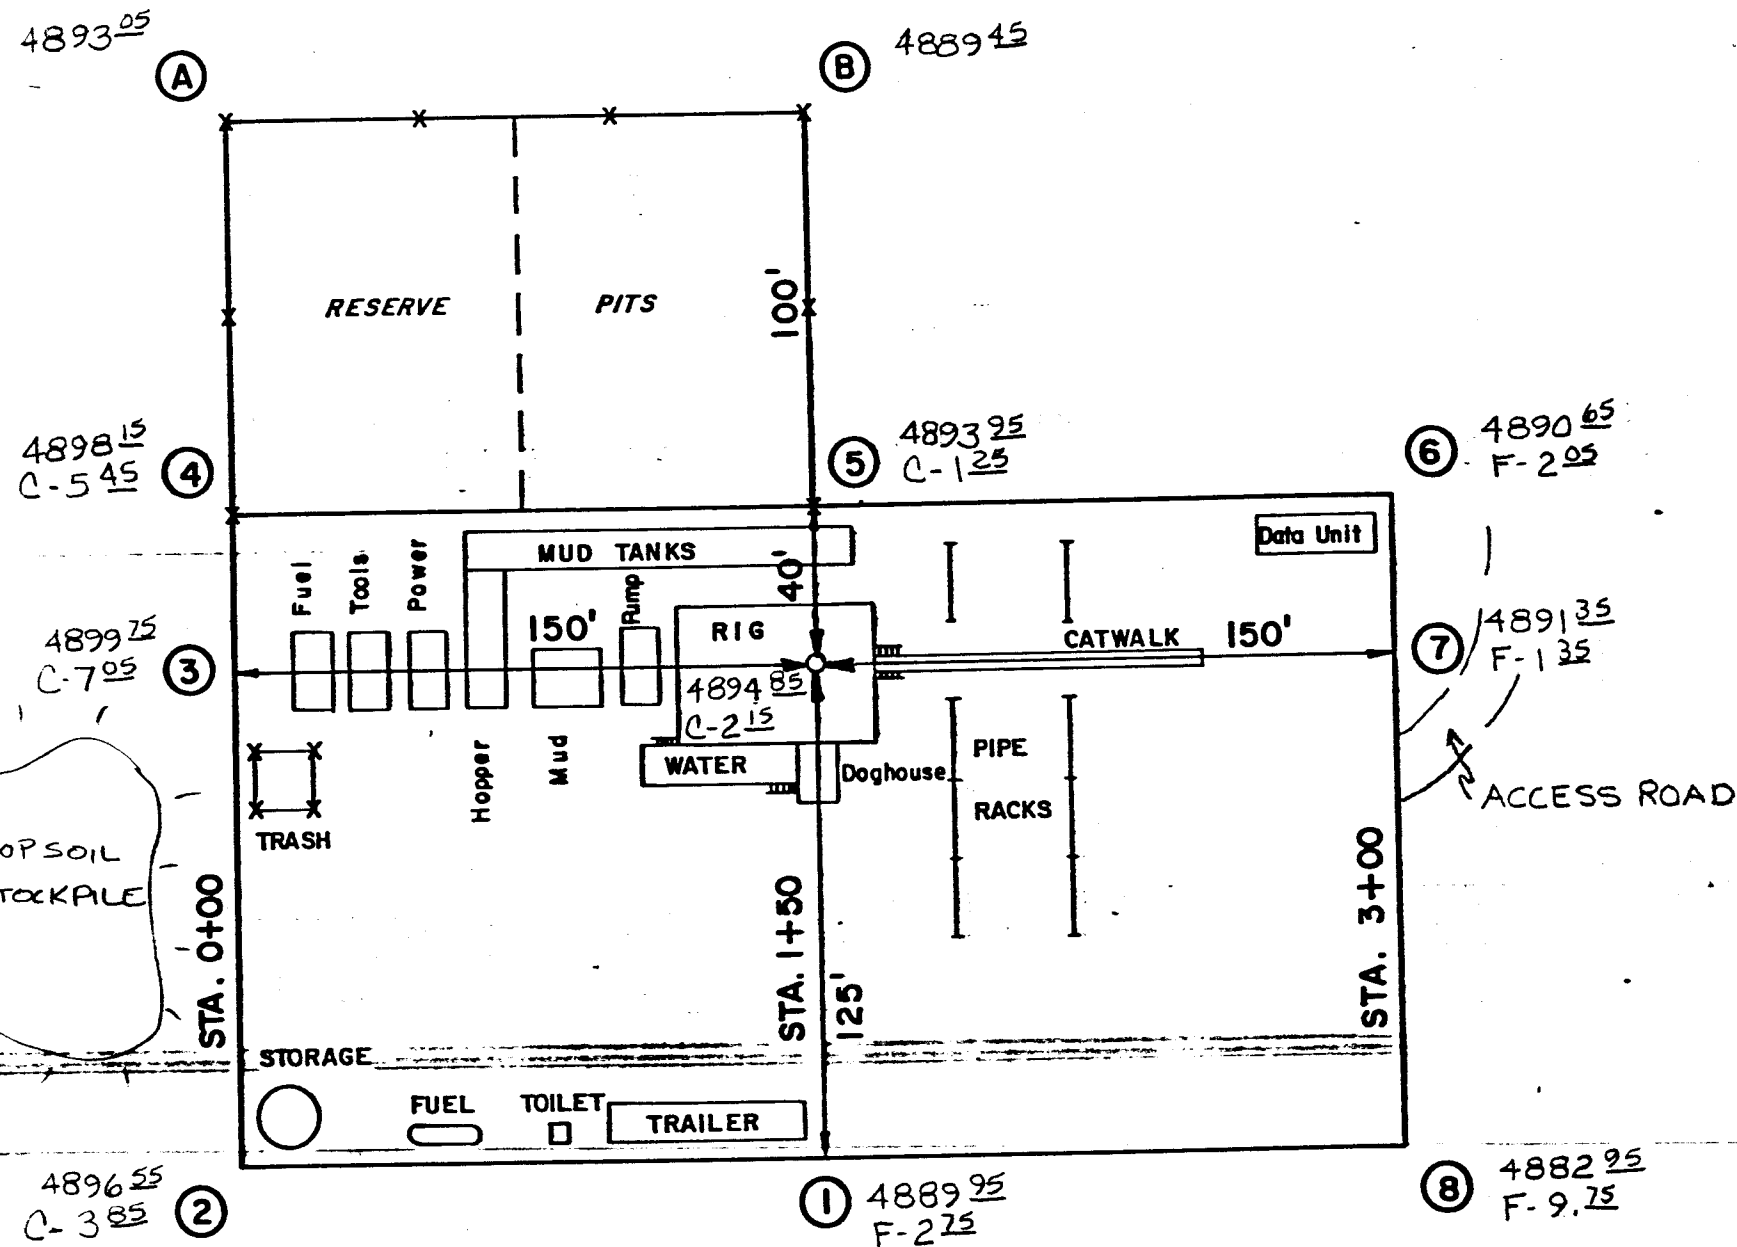 4893 05
A
B
4889 45
RESERVE PITS
100'
4898 15
C-5 45
4
5
4893 95
C-1 25
6
4890 65
F-2 05
Data Unit
MUD TANKS
40'
Fuel
Tools
Power
150'
Pump
RIG
CATWALK
150'
4899 75
C-7 05
3
7
4891 35
F-1 35
4894 85
C-2 15
Hopper
Mud
WATER
Doghouse
PIPE
RACKS
ACCESS ROAD
TRASH
OPSOIL
TOCKPILE
STA. 0+00
STA. 1+50
125'
STA. 3+00
STORAGE
FUEL
TOILET
TRAILER
4896 55
C-3 85
2
1
4889 95
F-2 75
8
4882 95
F-9.75